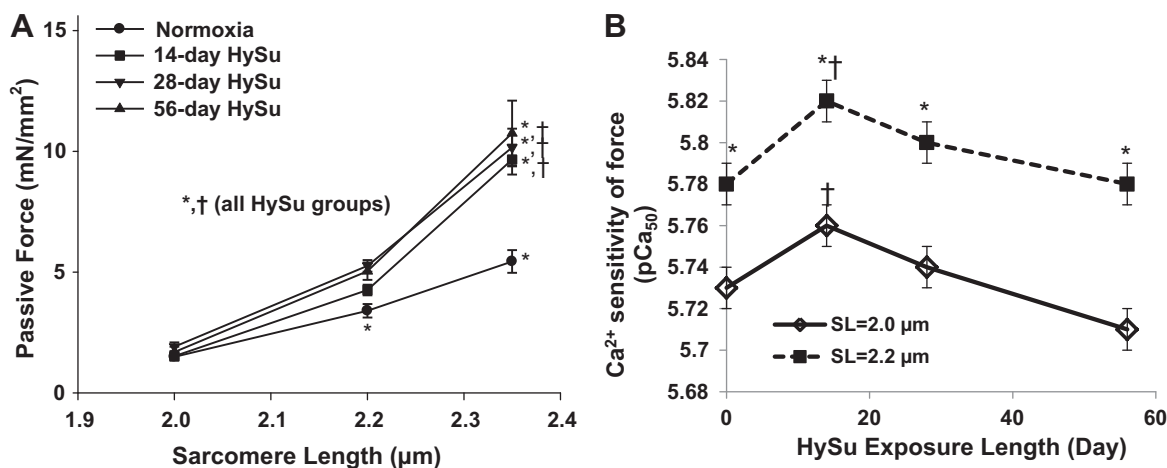 A
Passive Force (mN/mm²)
15
10
5
0
Normoxia
14-day HySu
28-day HySu
56-day HySu
*,†
*,†
*,†
*,† (all HySu groups)
*
*
1.9 2.0 2.1 2.2 2.3 2.4
Sarcomere Length (µm)
B
Ca²⁺ sensitivity of force
(pCa₅₀)
5.84
5.82
5.8
5.78
5.76
5.74
5.72
5.7
5.68
*†
*
*
*
†
SL=2.0 µm
SL=2.2 µm
0 20 40 60
HySu Exposure Length (Day)